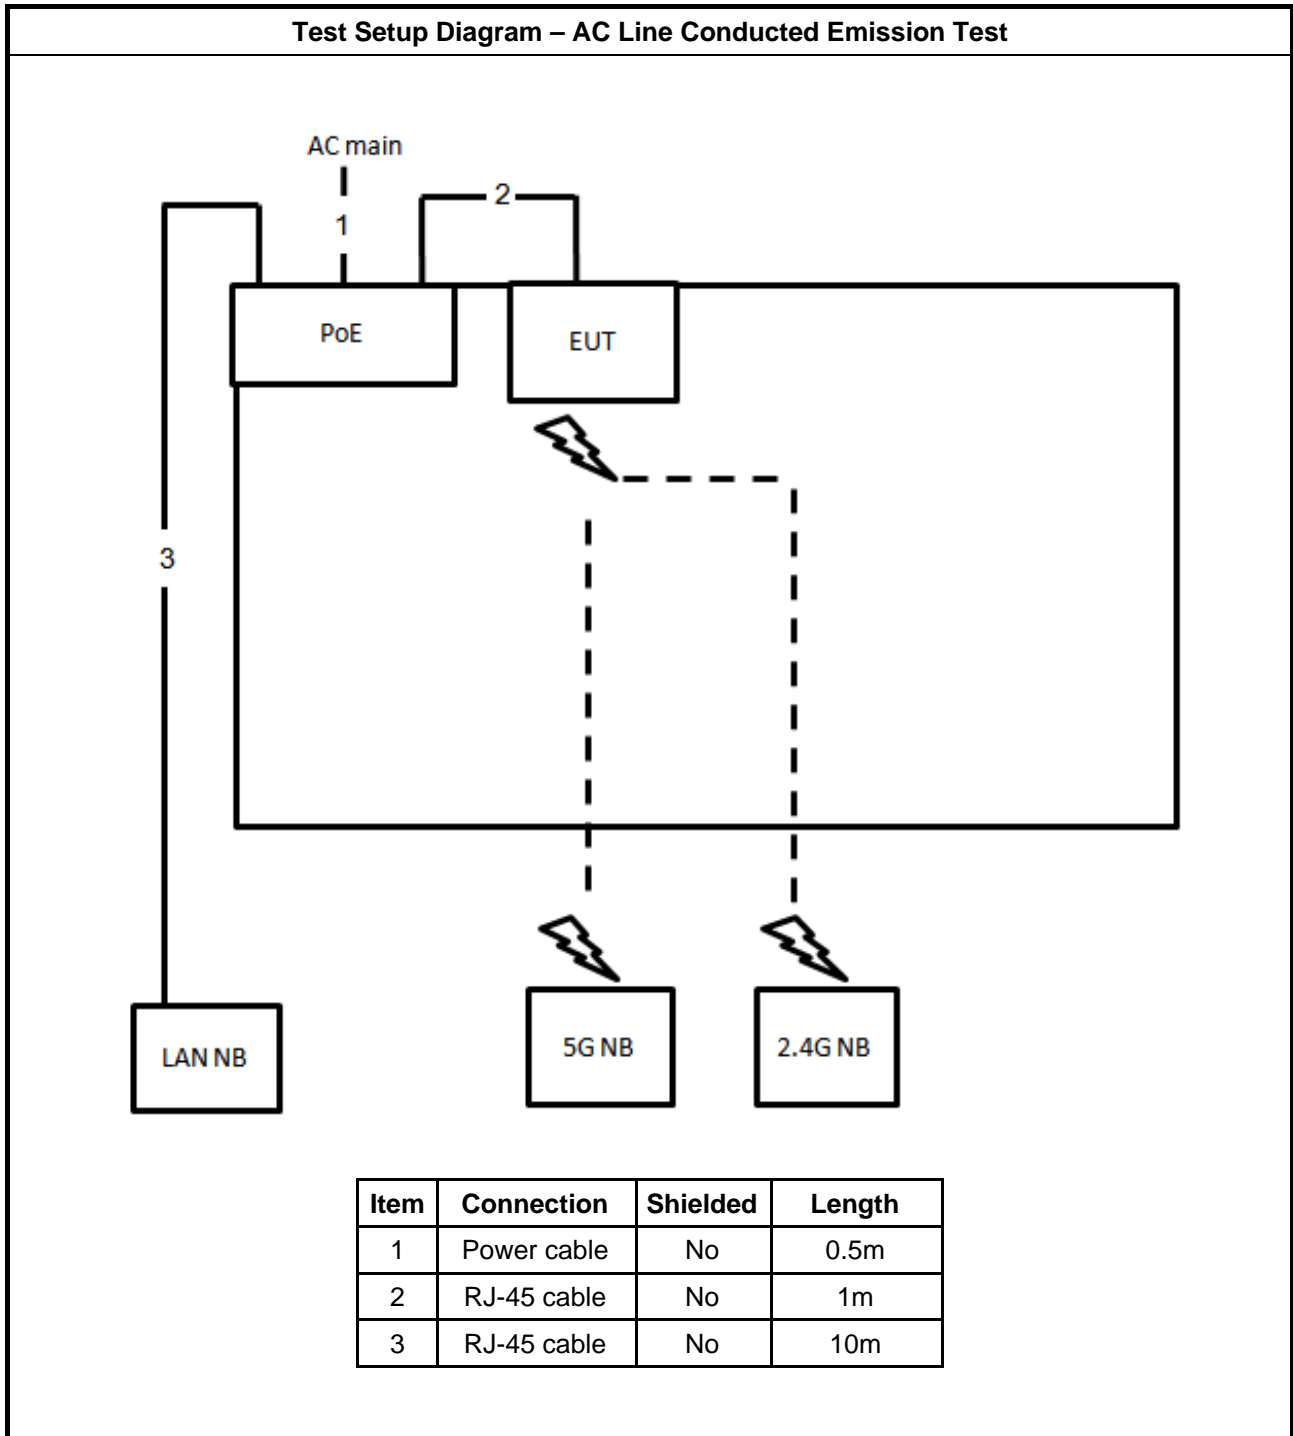 Test Setup Diagram – AC Line Conducted Emission Test
AC main
2
1
PoE
EUT
3
LAN NB
5G NB
2.4G NB
Item Connection Shielded Length
1 Power cable No 0.5m
2 RJ-45 cable No 1m
3 RJ-45 cable No 10m